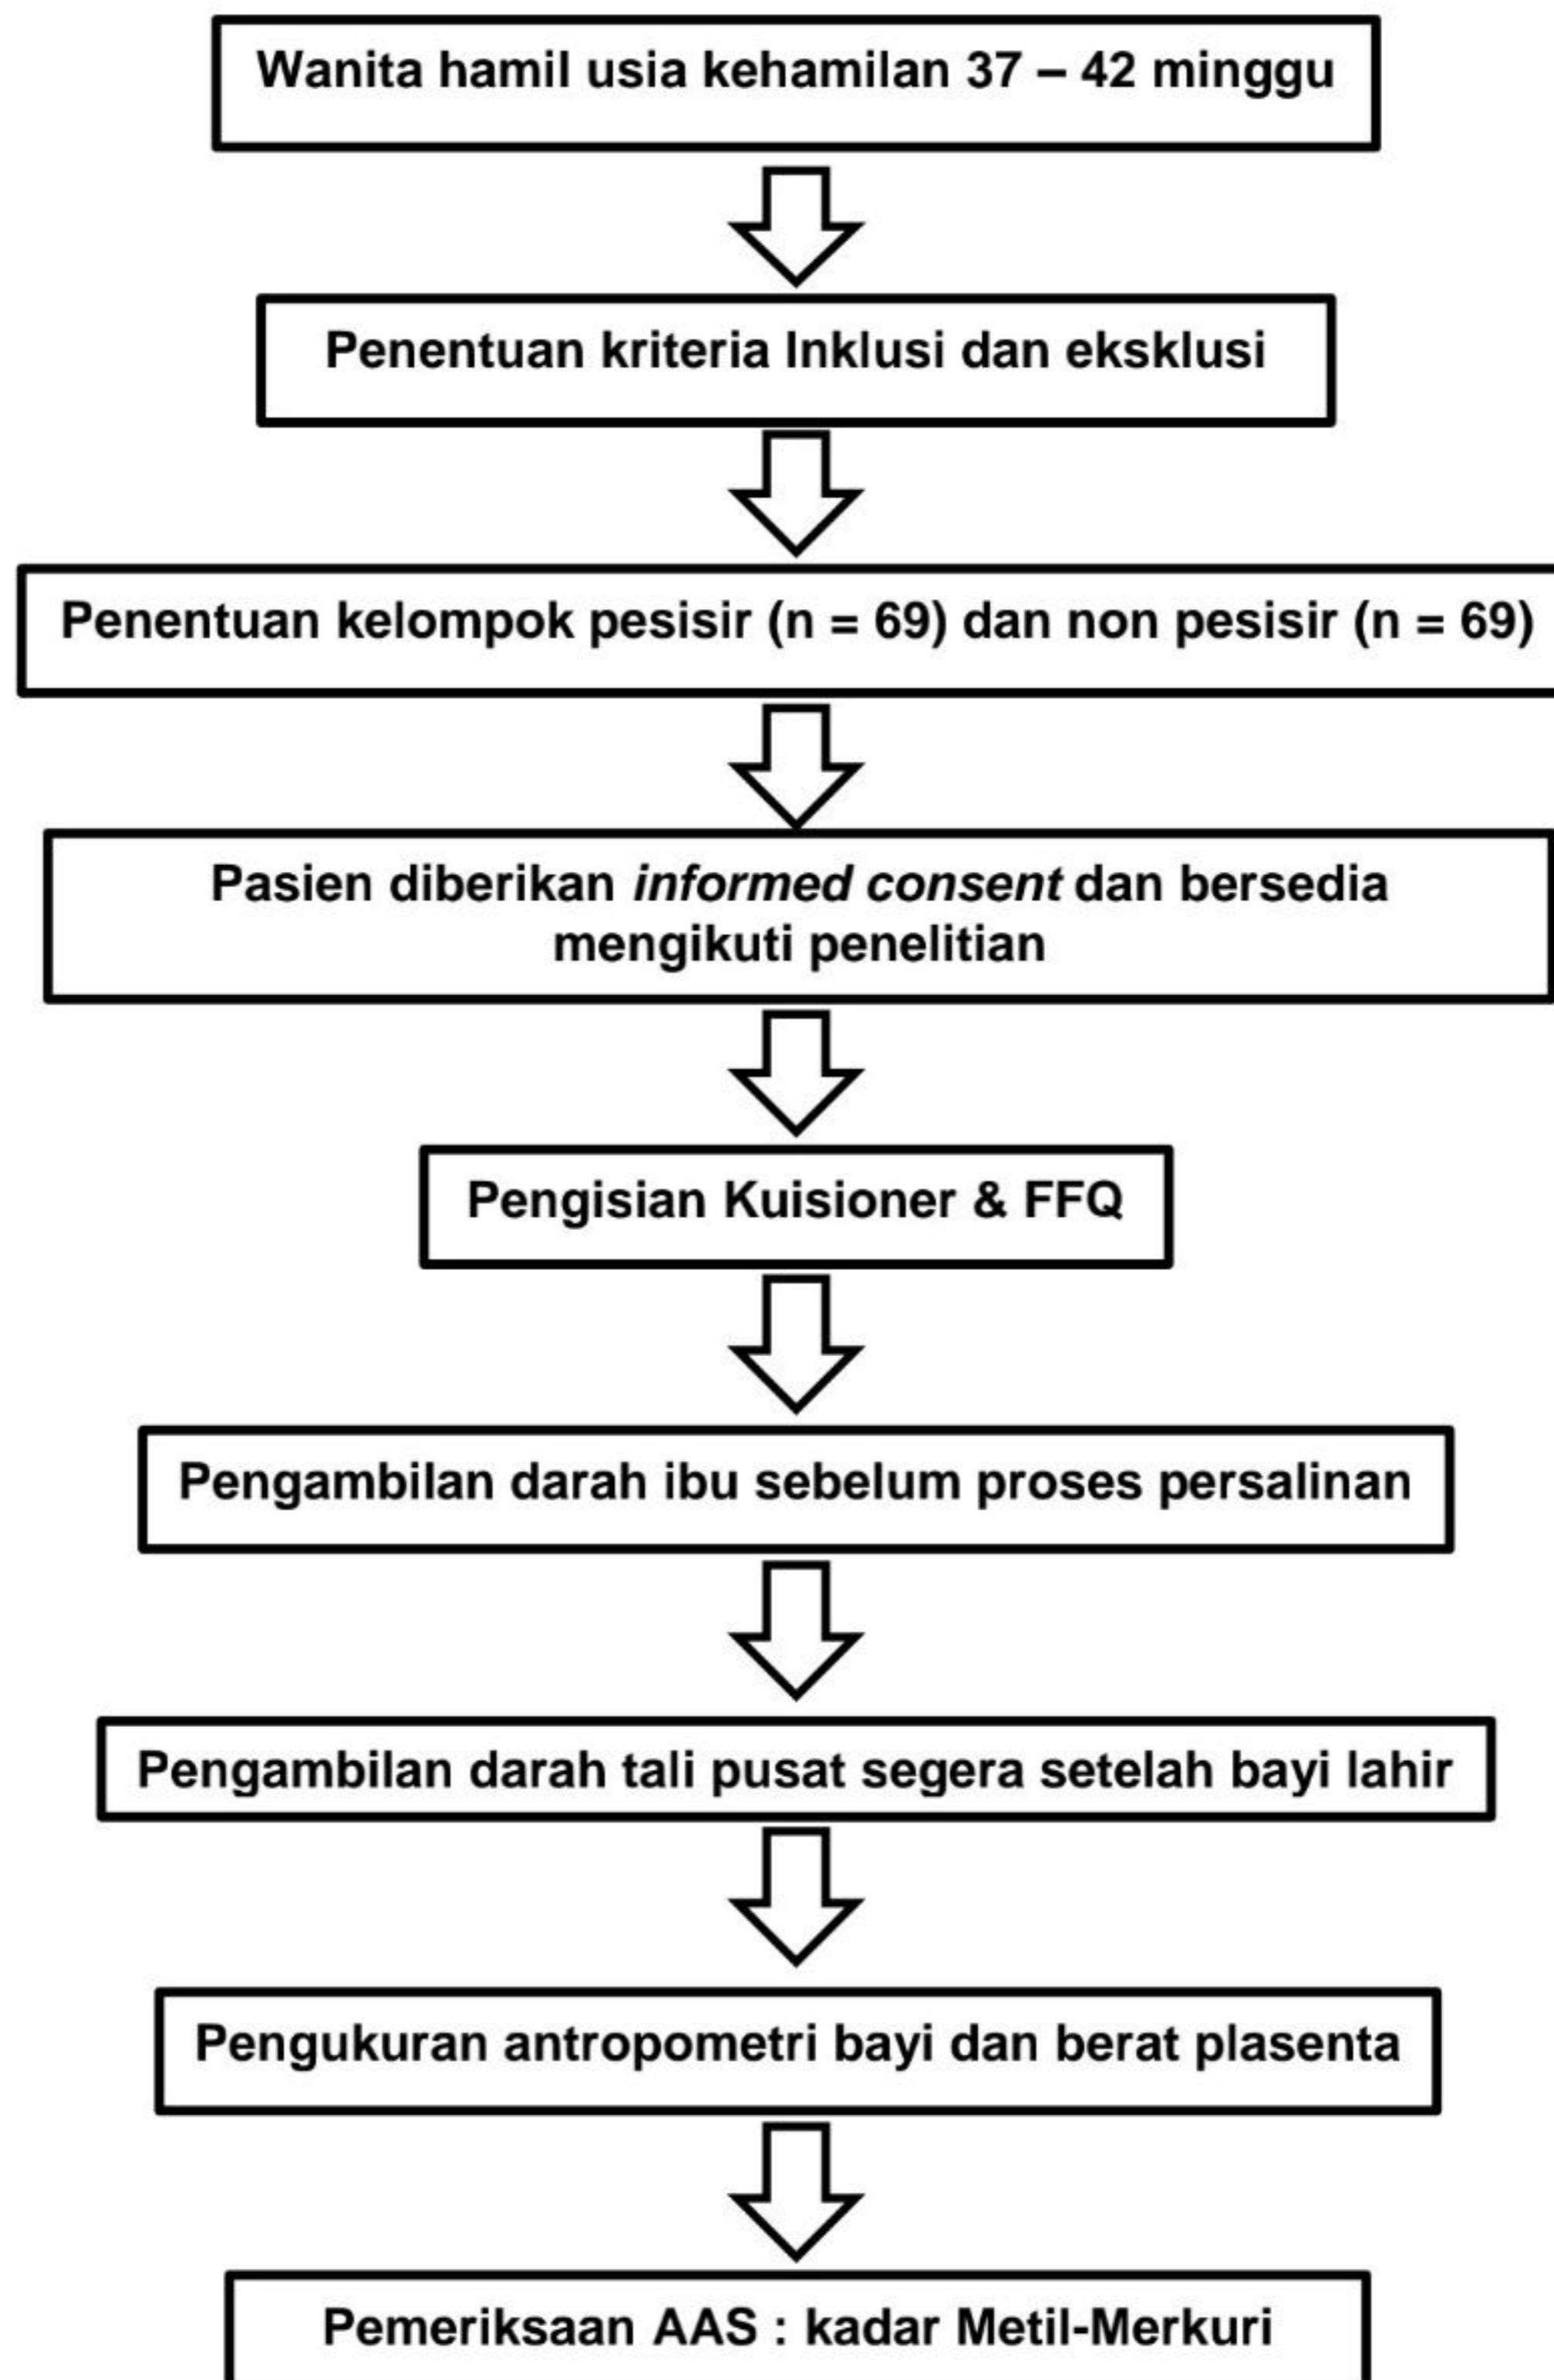 Wanita hamil usia kehamilan 37 – 42 minggu
Penentuan kriteria Inklusi dan eksklusi
Penentuan kelompok pesisir (n = 69) dan non pesisir (n = 69)
Pasien diberikan informed consent dan bersedia
mengikuti penelitian
Pengisian Kuisioner & FFQ
Pengambilan darah ibu sebelum proses persalinan
Pengambilan darah tali pusat segera setelah bayi lahir
Pengukuran antropometri bayi dan berat plasenta
Pemeriksaan AAS : kadar Metil-Merkuri